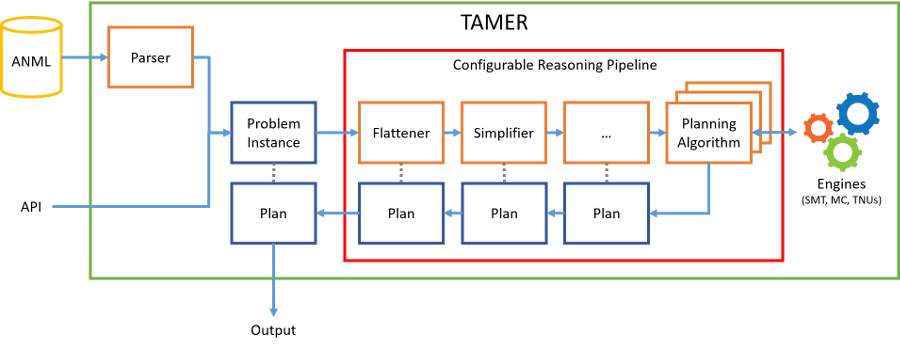 TAMER
ANML
Parser
Configurable Reasoning Pipeline
Problem
Instance
Flattener
Simplifier
...
Planning
Algorithm
Engines
(SMT, MC, TNUs)
API
Plan
Plan
Plan
Plan
Output